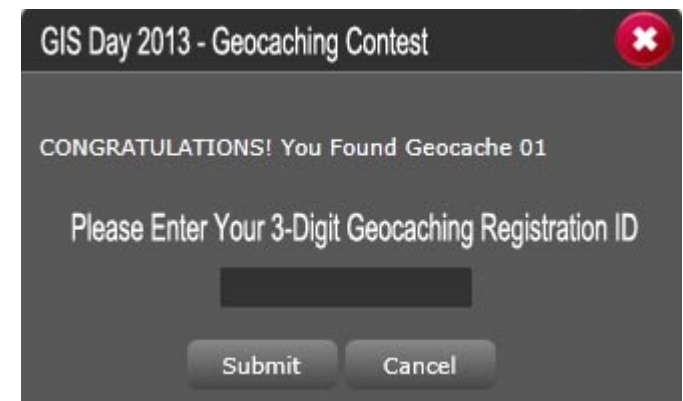 GIS Day 2013 - Geocaching Contest
CONGRATULATIONS! You Found Geocache 01
Please Enter Your 3-Digit Geocaching Registration ID
Submit Cancel